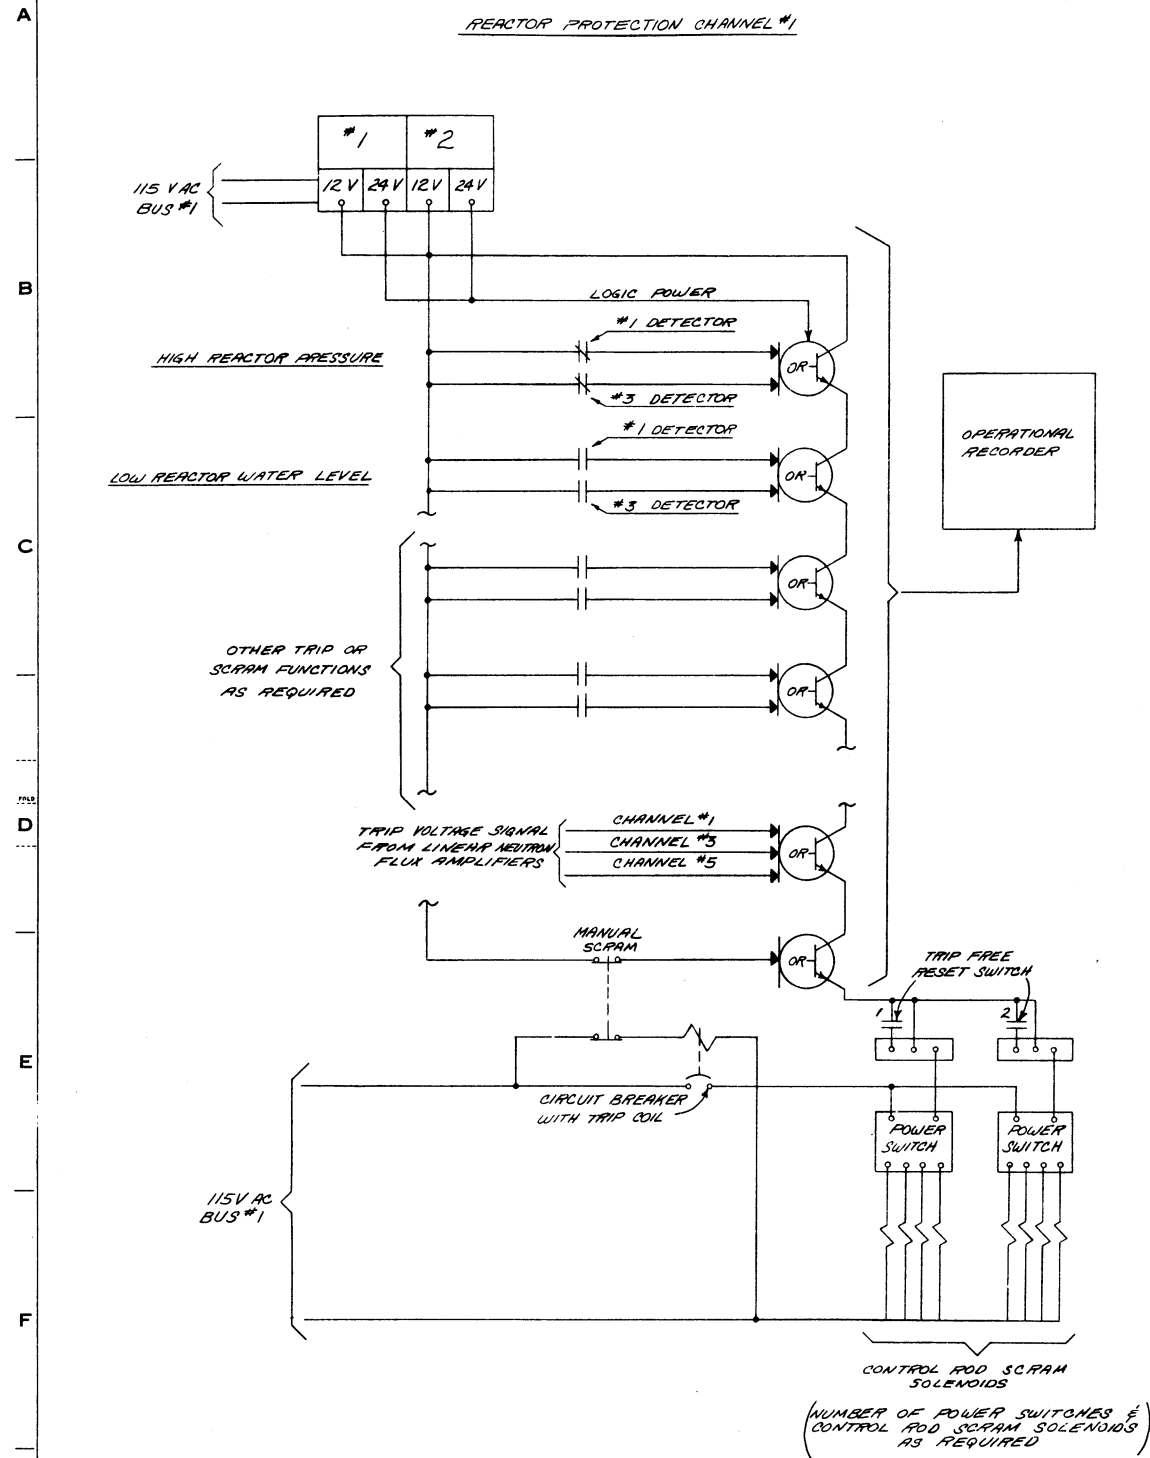 A
REACTOR PROTECTION CHANNEL #1
#1
#2
115 V AC
BUS #1
12 V
24 V
12 V
24 V
B
LOGIC POWER
#1 DETECTOR
HIGH REACTOR PRESSURE
OR
#3 DETECTOR
#1 DETECTOR
OPERATIONAL
RECORDER
LOW REACTOR WATER LEVEL
OR
#3 DETECTOR
C
OR
OTHER TRIP OR
SCRAM FUNCTIONS
AS REQUIRED
OR
FOLD
D
TRIP VOLTAGE SIGNAL
FROM LINEAR NEUTRON
FLUX AMPLIFIERS
CHANNEL #1
CHANNEL #3
CHANNEL #5
OR
MANUAL
SCRAM
OR
TRIP FREE
RESET SWITCH
1
2
E
CIRCUIT BREAKER
WITH TRIP COIL
POWER
SWITCH
POWER
SWITCH
115V AC
BUS #1
F
CONTROL ROD SCRAM
SOLENOIDS
(NUMBER OF POWER SWITCHES &
CONTROL ROD SCRAM SOLENOIDS
AS REQUIRED)